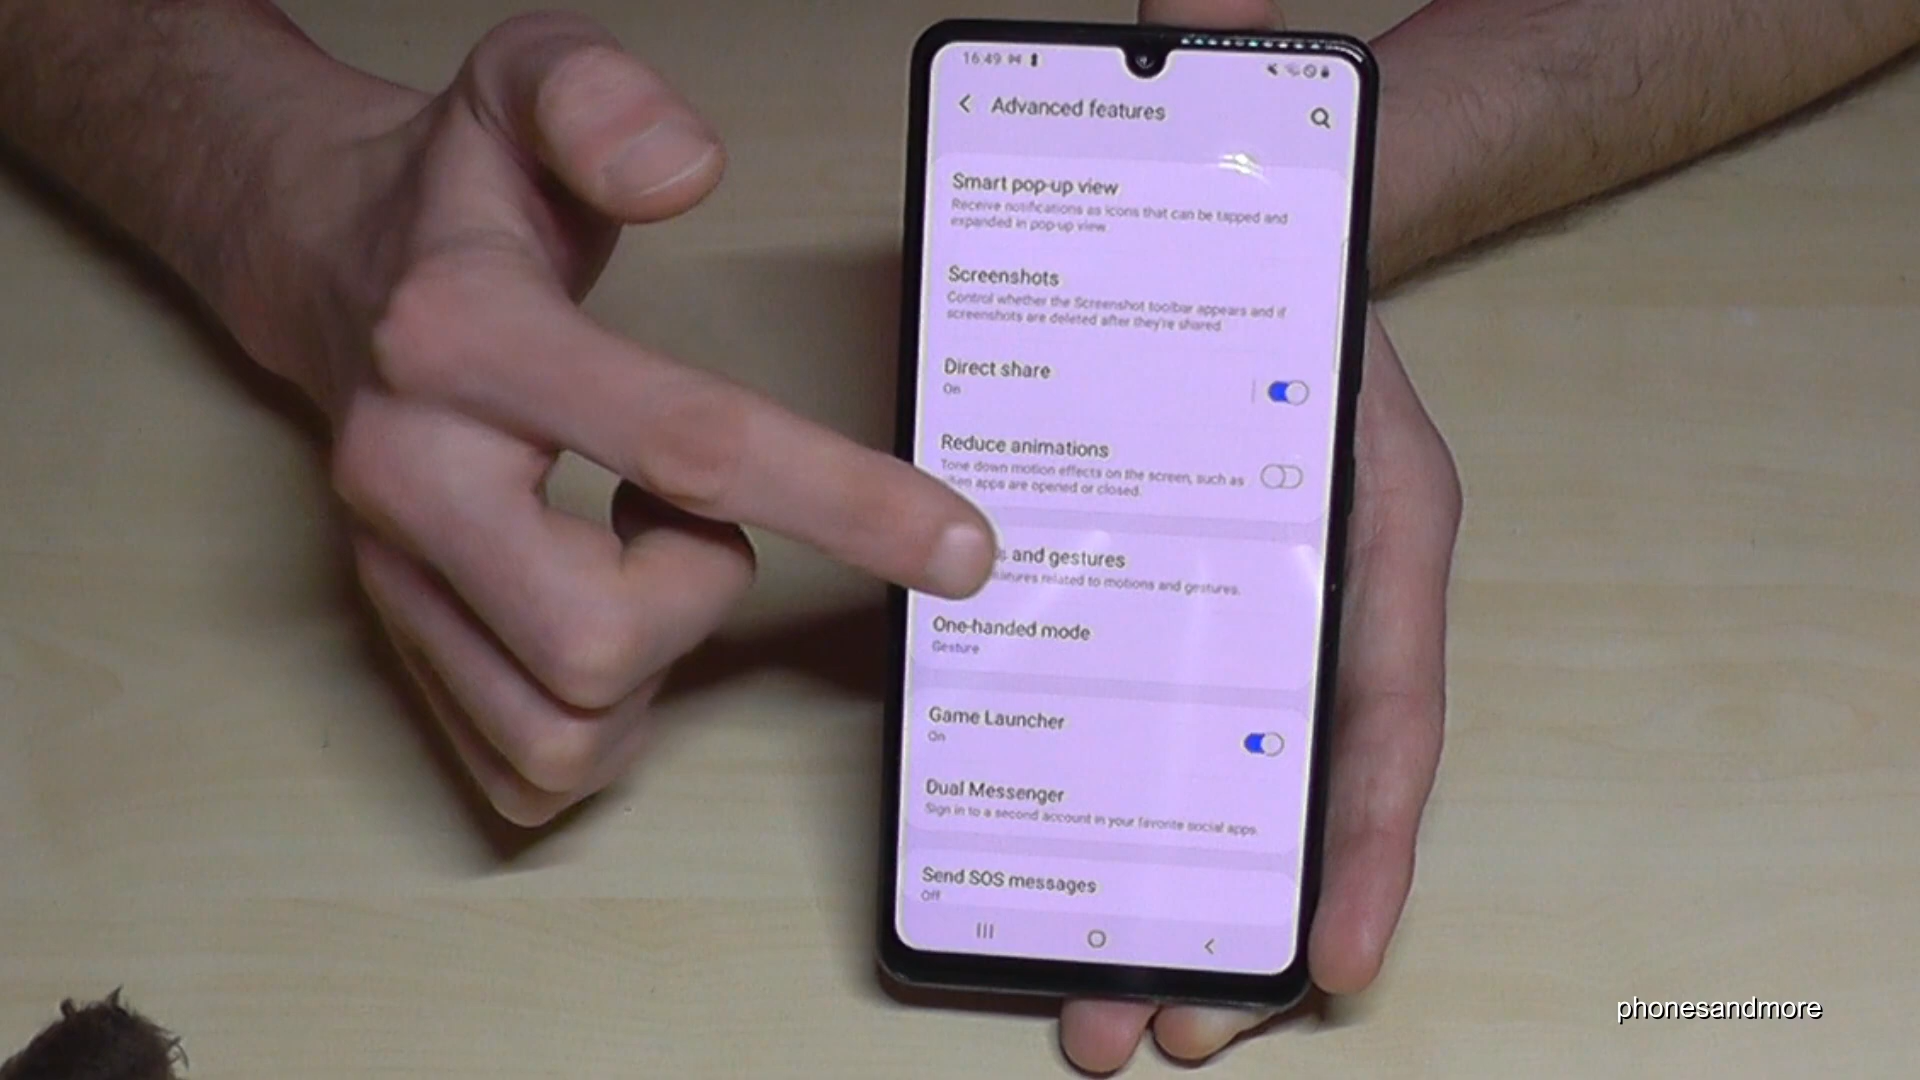 16:49
Advanced features
Smart pop-up view
Receive notifications as icons that can be tapped and
expanded in pop-up view.
Screenshots
Control whether the Screenshot toolbar appears and if
screenshots are deleted after they're shared.
Direct share
On
Reduce animations
Tone down motion effects on the screen, such as
apps are opened or closed.
and gestures
related to motions and gestures.
One-handed mode
Gesture
Game Launcher
On
Dual Messenger
Sign in to a second account in your favorite social apps.
Send SOS messages
Off
phonesandmore